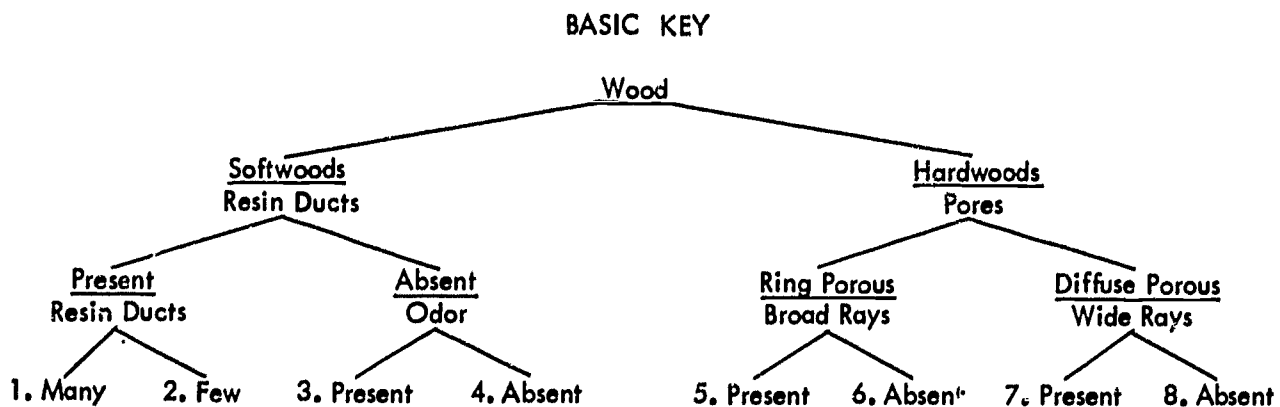 BASIC KEY
Wood
Softwoods Hardwoods
Resin Ducts Pores
Present Absent Ring Porous Diffuse Porous
Resin Ducts Odor Broad Rays Wide Rays
1. Many 2. Few 3. Present 4. Absent 5. Present 6. Absent 7. Present 8. Absent